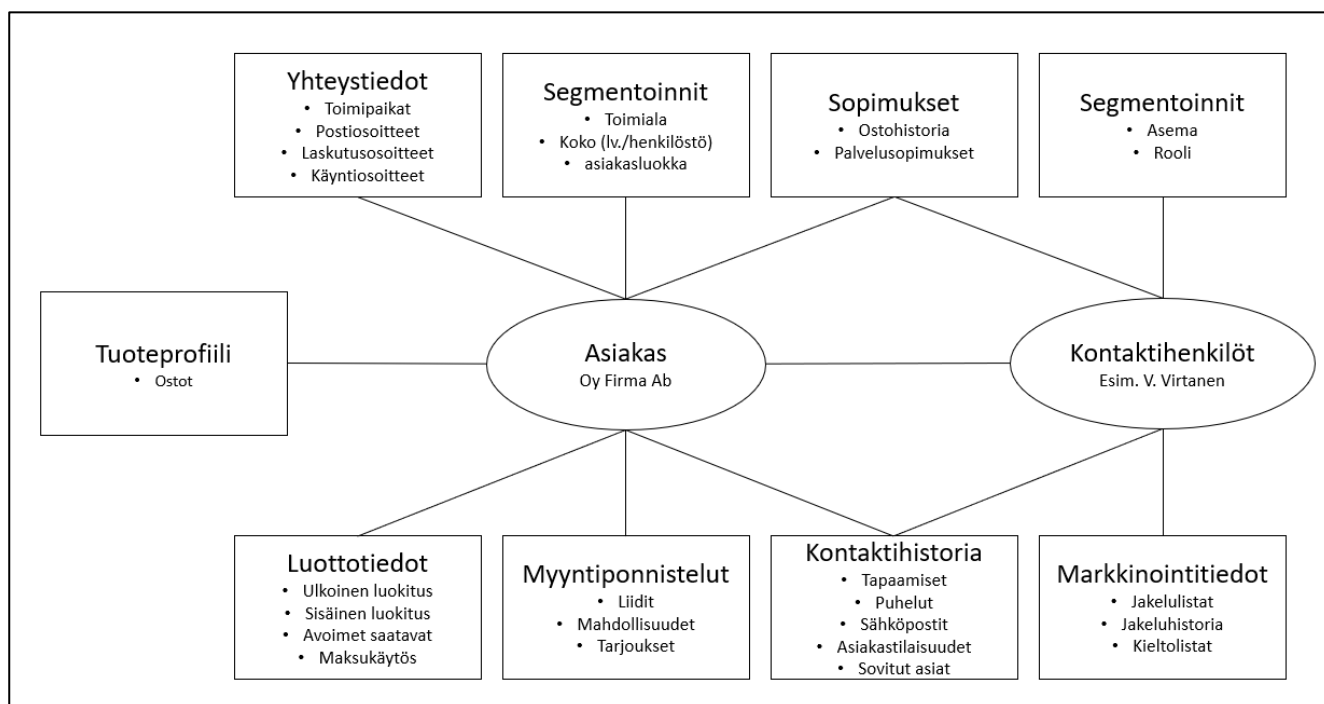 Yhteystiedot
• Toimipaikat
• Postiosoitteet
• Laskutusosoitteet
• Käyntiosoitteet
Segmentoinnit
• Toimiala
• Koko (lv./henkilöstö)
• asiakasluokka
Sopimukset
• Ostohistoria
• Palvelusopimukset
Segmentoinnit
• Asema
• Rooli
Tuoteprofiili
• Ostot
Asiakas
Oy Firma Ab
Kontaktihenkilöt
Esim. V. Virtanen
Luottotiedot
• Ulkoinen luokitus
• Sisäinen luokitus
• Avoimet saatavat
• Maksukäytös
Myyntiponnistelut
• Liidit
• Mahdollisuudet
• Tarjoukset
Kontaktihistoria
• Tapaamiset
• Puhelut
• Sähköpostit
• Asiakastilaisuudet
• Sovitut asiat
Markkinointitiedot
• Jakelulistat
• Jakeluhistoria
• Kieltolistat